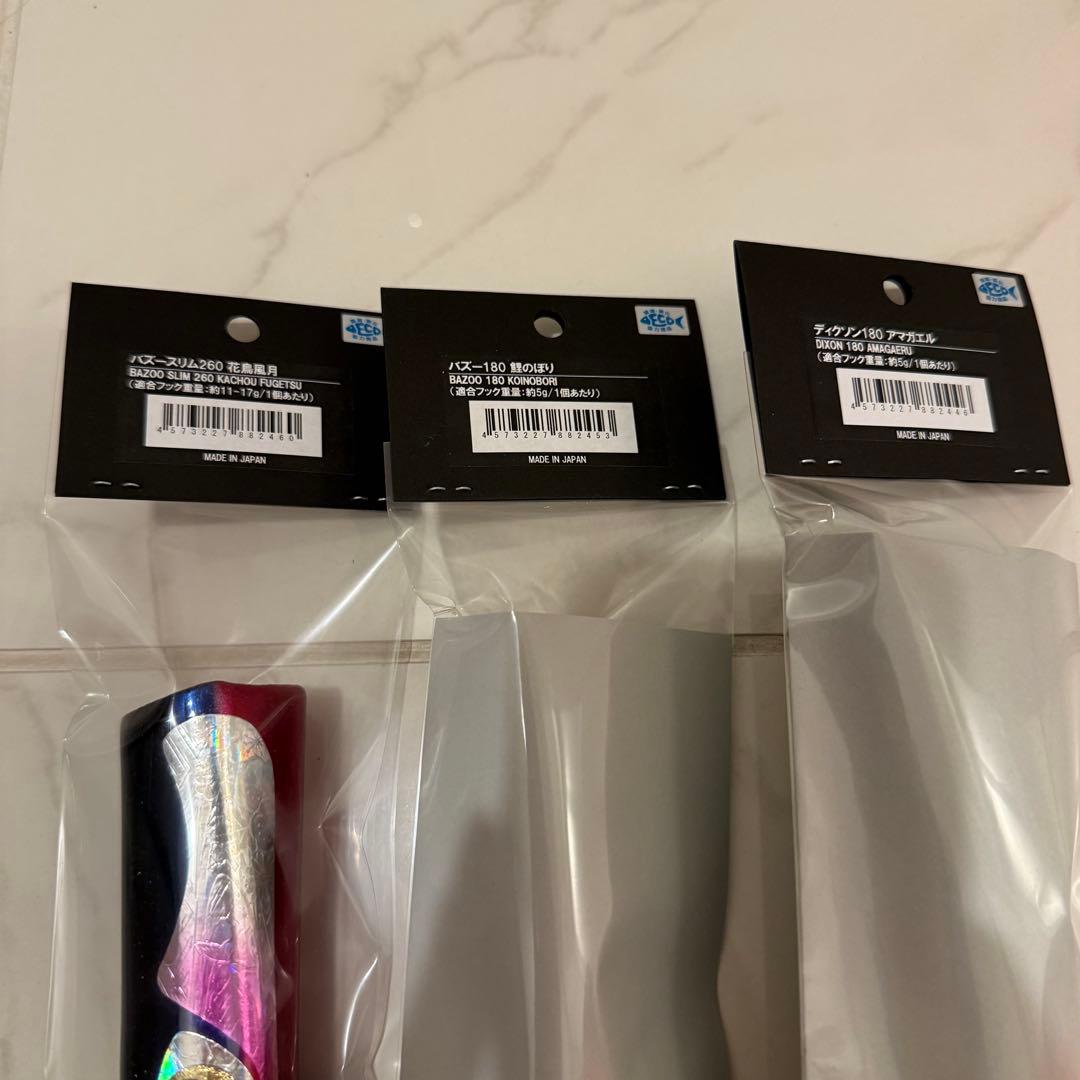 バズースリム260 花鳥風月
BAZOO SLIM 260 KACHOU FUGETSU
(適合フック重量:約11-17g/1個あたり)
4573227882460
MADE IN JAPAN
ECO
バズー180 鯉のぼり
BAZOO 180 KOINOBORI
(適合フック重量:約5g/1個あたり)
4573227882453
MADE IN JAPAN
ECO
ディクソン180 アマガエル
DIXON 180 AMAGAERU
(適合フック重量:約5g/1個あたり)
4573227882446
MADE IN JAPAN
ECO